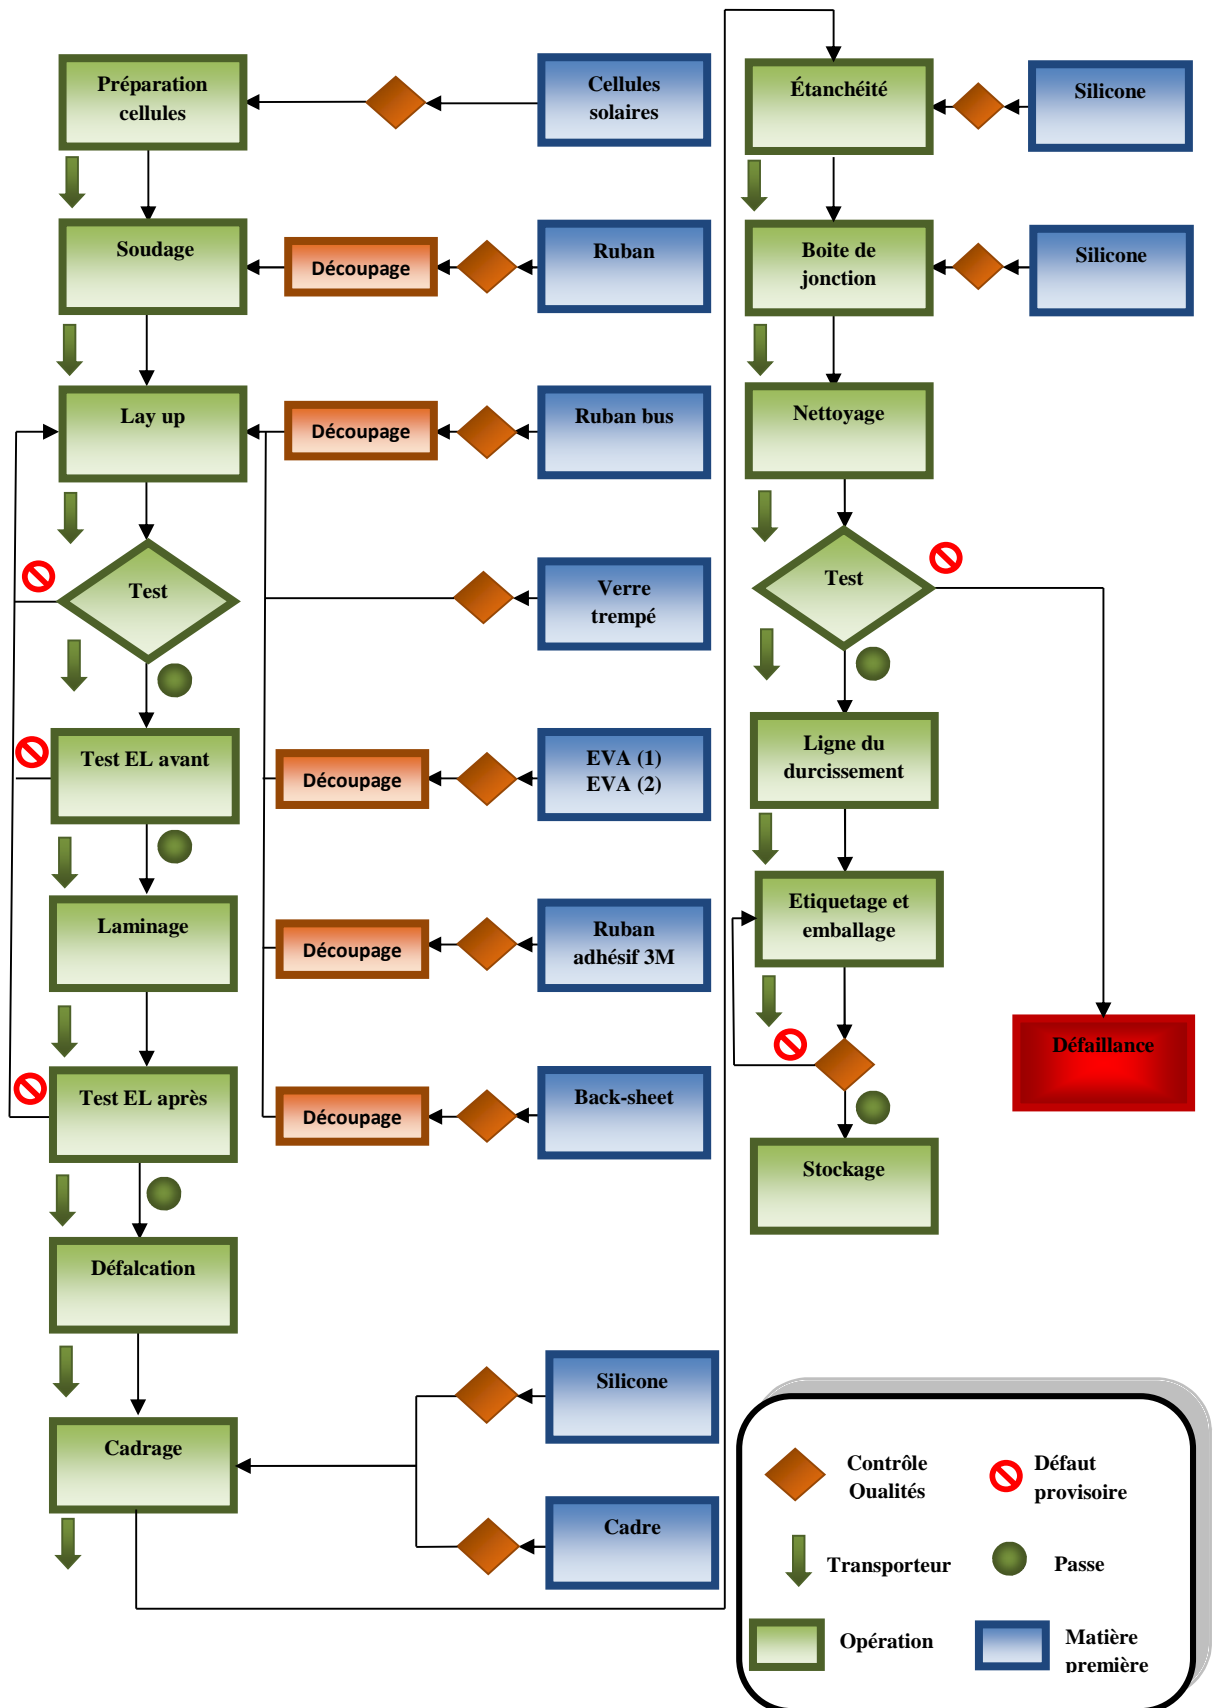 Préparation
cellules
Cellules
solaires
Soudage
Découpage
Ruban
Lay up
Découpage
Ruban bus
Test
Verre
trempé
Test EL avant
Découpage
EVA (1)
EVA (2)
Laminage
Découpage
Ruban
adhésif 3M
Test EL après
Découpage
Back-sheet
Défalcation
Cadrage
Silicone
Cadre
Étanchéité
Silicone
Boite de
jonction
Silicone
Nettoyage
Test
Ligne du
durcissement
Etiquetage et
emballage
Défaillance
Stockage
Contrôle
Qualités
Défaut
provisoire
Transporteur
Passe
Opération
Matière
première